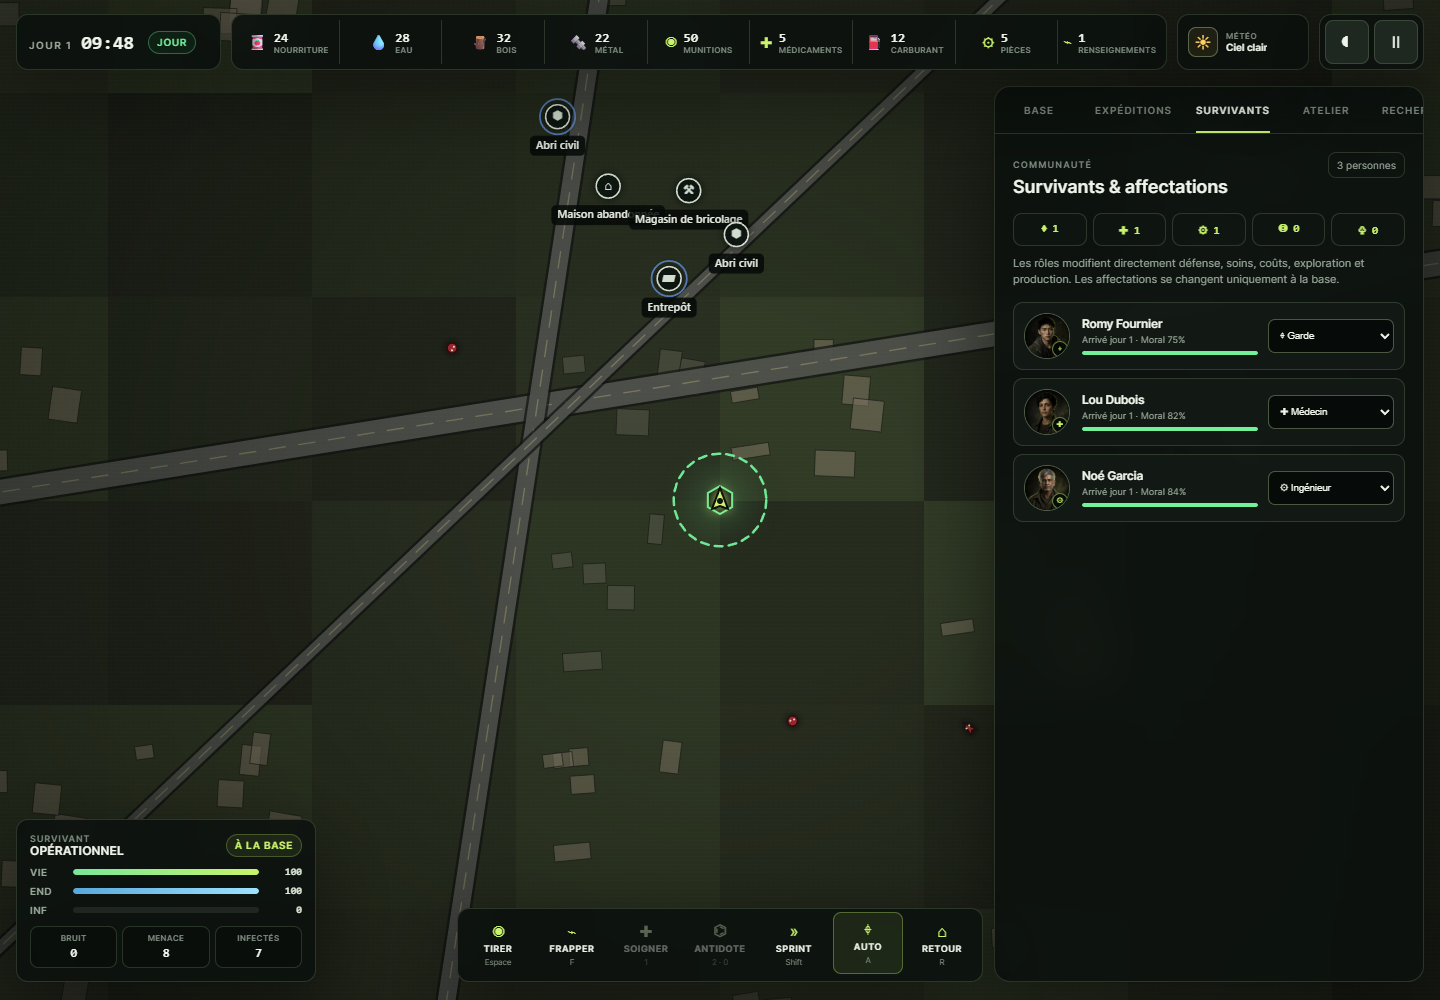 JOUR 1 09:48 JOUR
24 NOURRITURE
28 EAU
32 BOIS
22 MÉTAL
50 MUNITIONS
5 MÉDICAMENTS
12 CARBURANT
5 PIÈCES
1 RENSEIGNEMENTS
MÉTÉO
Ciel clair
BASE EXPÉDITIONS SURVIVANTS ATELIER RECHER
COMMUNAUTÉ
3 personnes
Survivants & affectations
1 1 1 0 0
Les rôles modifient directement défense, soins, coûts, exploration et
production. Les affectations se changent uniquement à la base.
Romy Fournier
Arrivé jour 1 · Moral 75%
Garde
Lou Dubois
Arrivé jour 1 · Moral 82%
Médecin
Noé Garcia
Arrivé jour 1 · Moral 84%
Ingénieur
Abri civil
Maison aband
Magasin de bricolage
Abri civil
Entrepôt
SURVIVANT
OPÉRATIONNEL
À LA BASE
VIE 100
END 100
INF 0
BRUIT
0
MENACE
8
INFECTÉS
7
TIRER
Espace
FRAPPER
F
SOIGNER
1
ANTIDOTE
2 · 0
SPRINT
Shift
AUTO
A
RETOUR
R